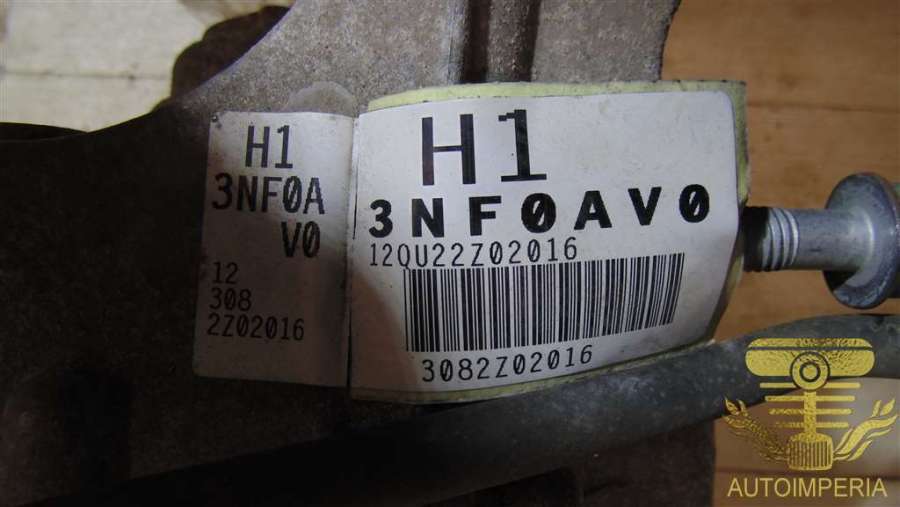 H1
3NF0A
V0
12
308
2Z02016
H1
3NF0AV0
12QU22Z02016
3082Z02016
AUTOIMPERIA